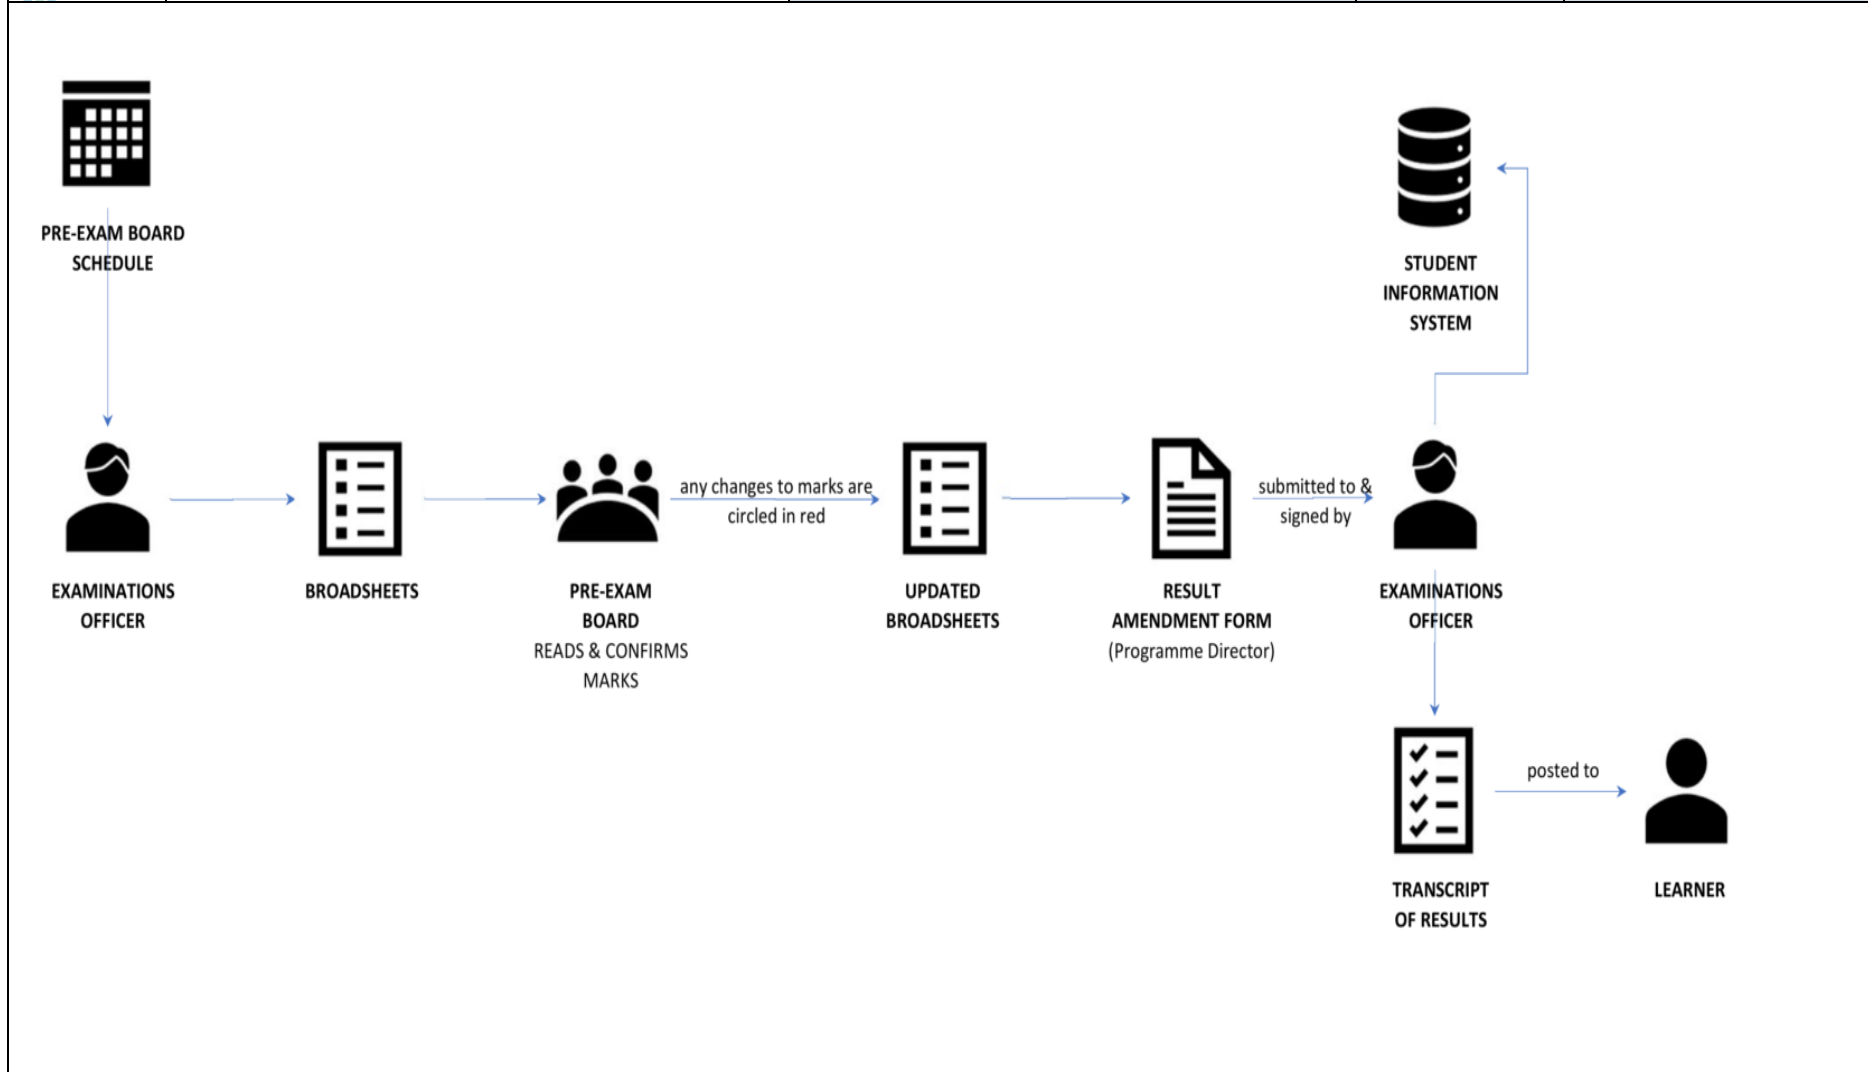 PRE-EXAM BOARD
SCHEDULE
STUDENT
INFORMATION
SYSTEM
any changes to marks are
circled in red
submitted to &
signed by
EXAMINATIONS
OFFICER
BROADSHEETS
PRE-EXAM
BOARD
READS & CONFIRMS
MARKS
UPDATED
BROADSHEETS
RESULT
AMENDMENT FORM
(Programme Director)
EXAMINATIONS
OFFICER
posted to
TRANSCRIPT
OF RESULTS
LEARNER